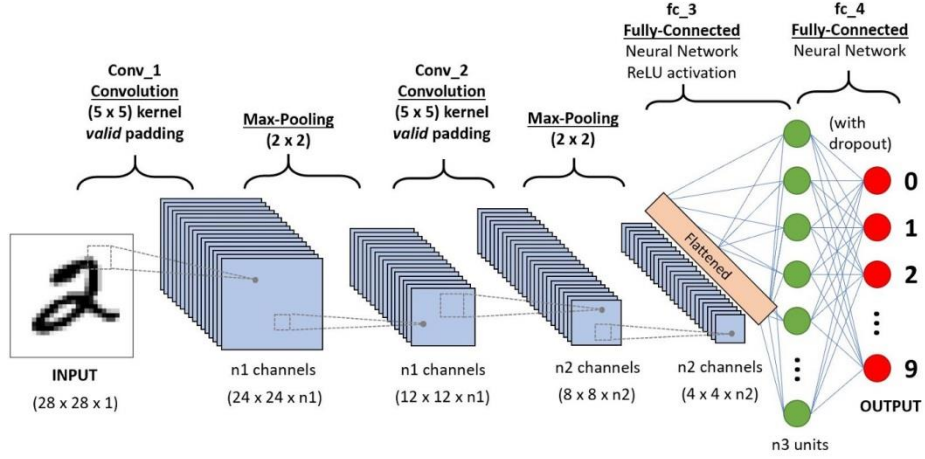 Conv_1
Convolution
(5 x 5) kernel
valid padding
Max-Pooling
(2 x 2)
Conv_2
Convolution
(5 x 5) kernel
valid padding
Max-Pooling
(2 x 2)
fc_3
Fully-Connected
Neural Network
ReLU activation
fc_4
Fully-Connected
Neural Network
(with
dropout)
Flattened
0
1
2
9
OUTPUT
INPUT
(28 x 28 x 1)
n1 channels
(24 x 24 x n1)
n1 channels
(12 x 12 x n1)
n2 channels
(8 x 8 x n2)
n2 channels
(4 x 4 x n2)
n3 units
2